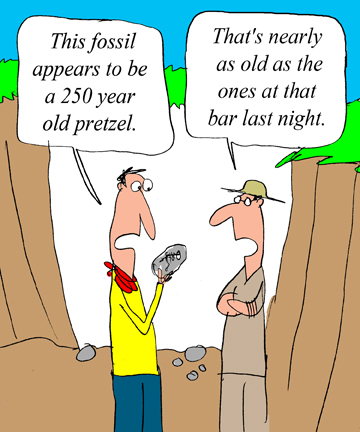 This fossil
appears to be
a 250 year
old pretzel.
That's nearly
as old as the
ones at that
bar last night.